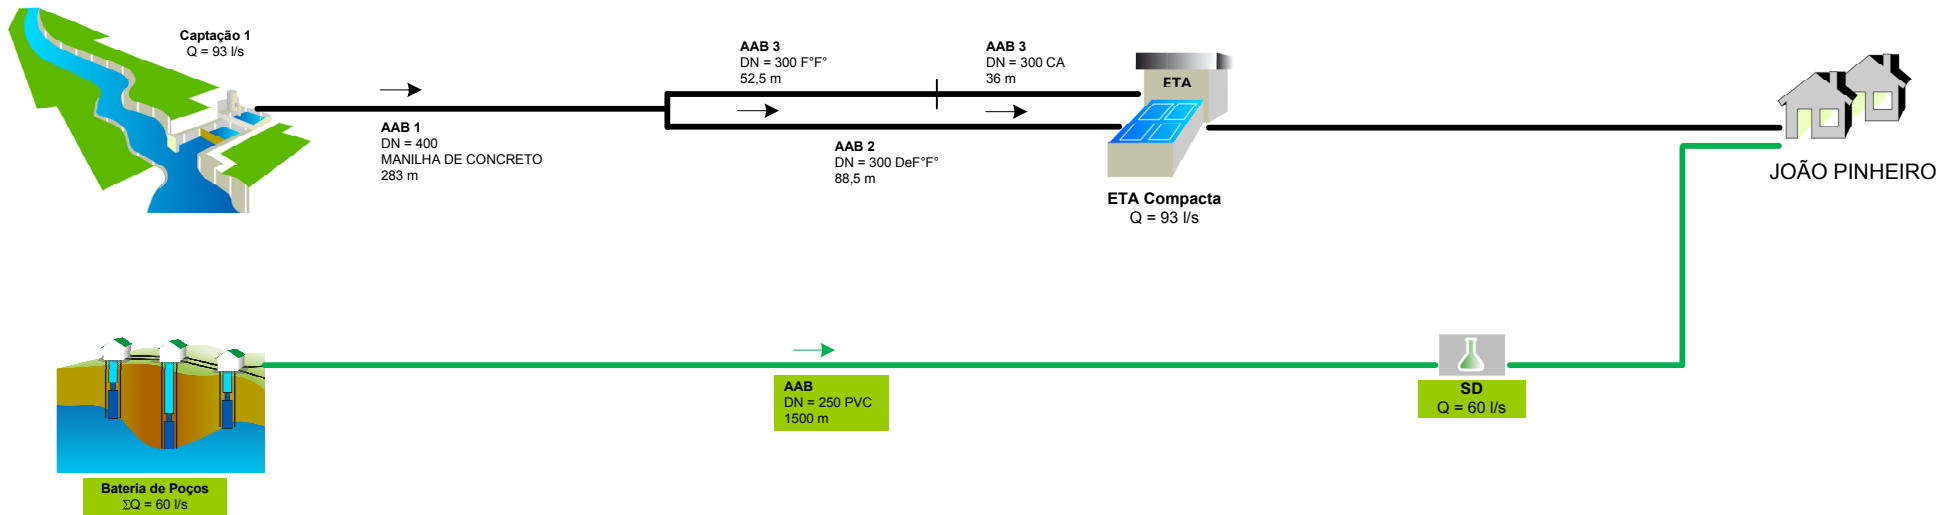 Captação 1
Q = 93 l/s
AAB 1
DN = 400
MANILHA DE CONCRETO
283 m
AAB 3
DN = 300 F°F°
52,5 m
AAB 3
DN = 300 CA
36 m
AAB 2
DN = 300 DeF°F°
88,5 m
ETA
ETA Compacta
Q = 93 l/s
JOÃO PINHEIRO
Bateria de Poços
ΣQ = 60 l/s
AAB
DN = 250 PVC
1500 m
SD
Q = 60 l/s